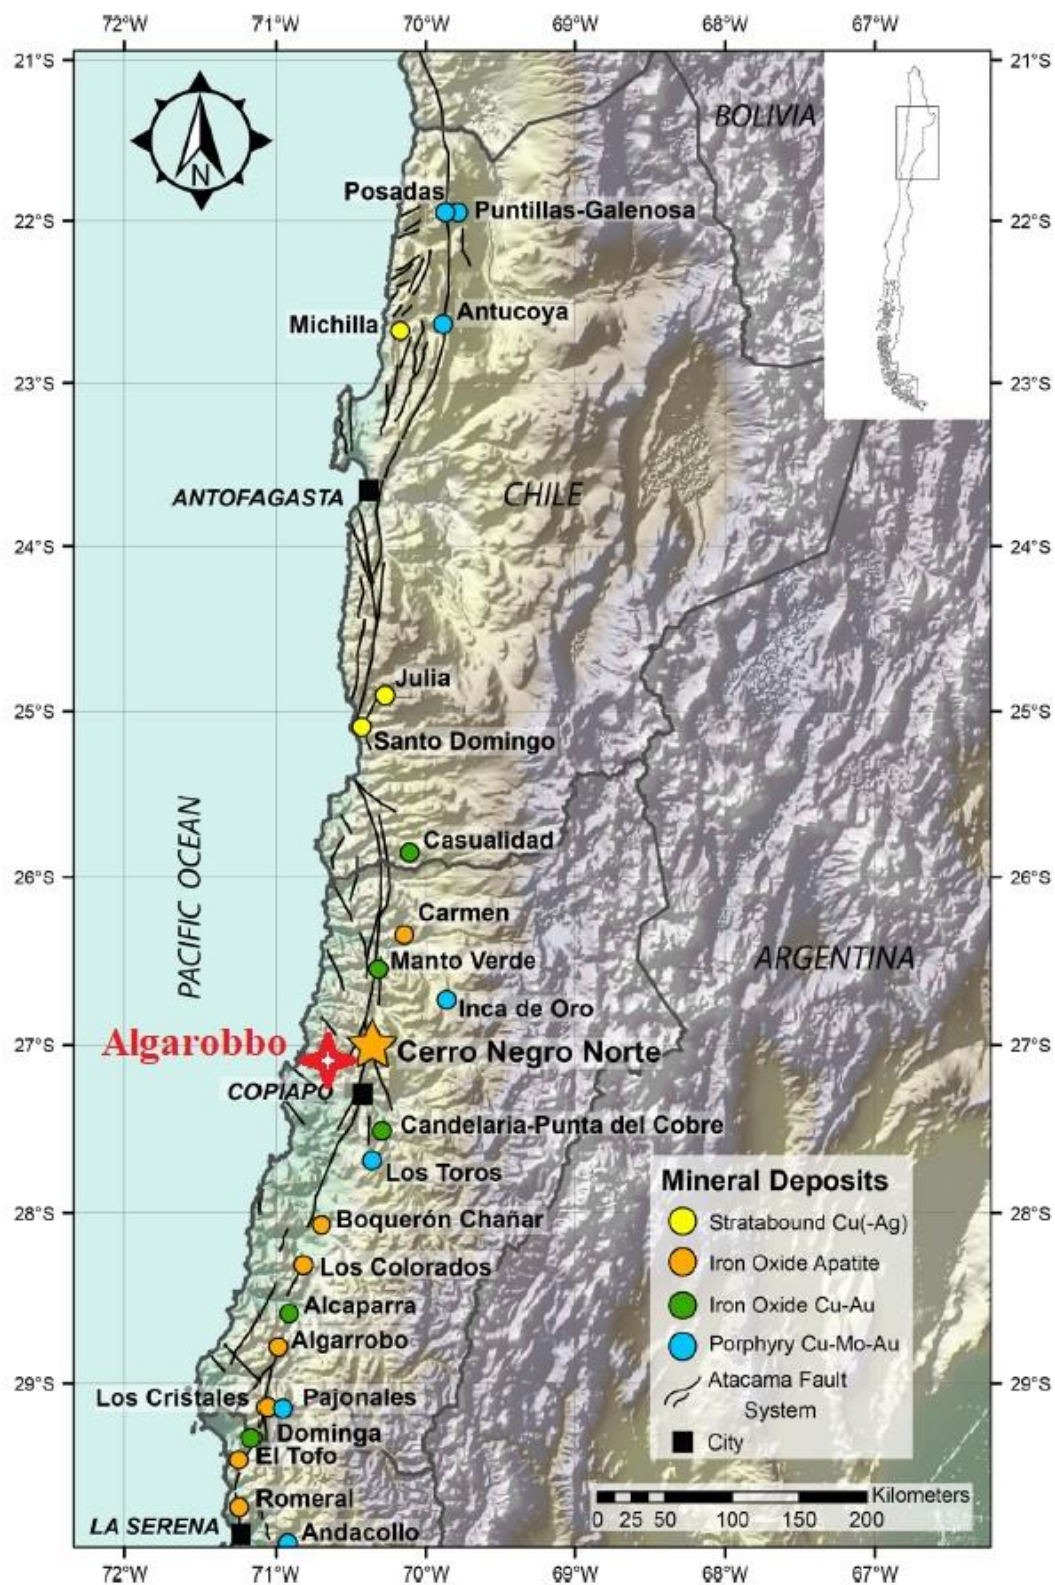 72°W 71°W 70°W 69°W 68°W 67°W
21°S 21°S
BOLIVIA
N
Posadas
Puntillas-Galenosa
22°S 22°S
Antucoya
Michilla
23°S 23°S
ANTOFAGASTA
CHILE
24°S 24°S
Julia
25°S 25°S
Santo Domingo
Casualidad
26°S 26°S
PACIFIC OCEAN
Carmen
Manto Verde
ARGENTINA
Inca de Oro
27°S 27°S
Algarobbo
Cerro Negro Norte
COPIAPO
Candelaria-Punta del Cobre
Los Toros
Mineral Deposits
Stratabound Cu(-Ag)
Iron Oxide Apatite
Iron Oxide Cu-Au
Porphyry Cu-Mo-Au
Atacama Fault
System
City
28°S 28°S
Boquerón Chañar
Los Colorados
Alcaparra
Algarrobo
29°S 29°S
Los Cristales Pajonales
Dominga
El Tofo
Romeral
LA SERENA
Andacollo
Kilometers
0 25 50 100 150 200
72°W 71°W 70°W 69°W 68°W 67°W